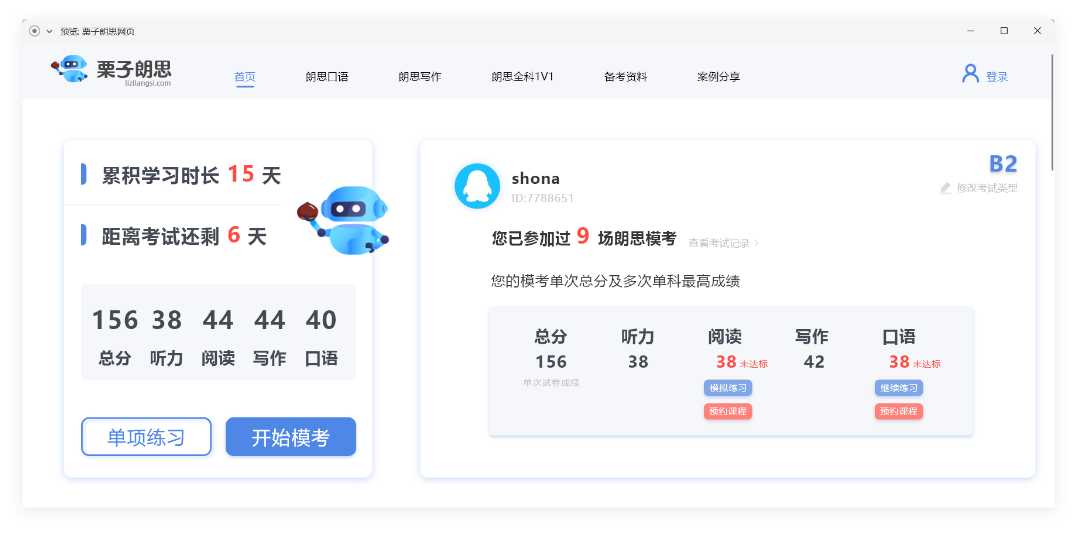 预览: 栗子朗思网页
栗子朗思
lizilangsi.com
首页 朗思口语 朗思写作 朗思全科1V1 备考资料 案例分享 登录
累积学习时长 15 天
距离考试还剩 6 天
156 38 44 44 40
总分 听力 阅读 写作 口语
单项练习 开始模考
shona
ID:7788651
B2
修改考试类型
您已参加过 9 场朗思模考 查看考试记录 >
您的模考单次总分及多次单科最高成绩
总分 听力 阅读 写作 口语
156 38 38 未达标 42 38 未达标
单次试卷成绩 模拟练习 继续练习
预约课程 预约课程